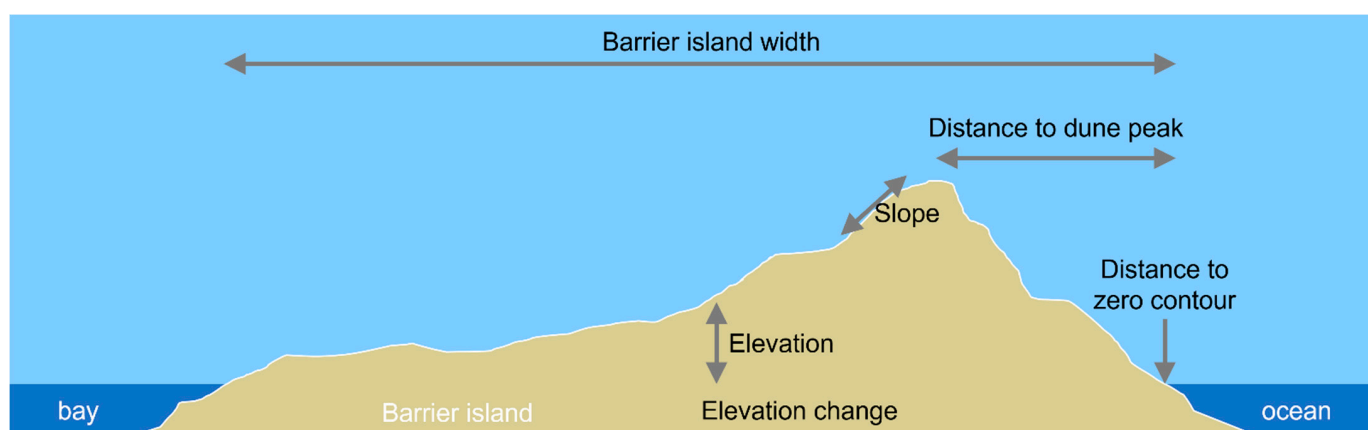 Barrier island width
Distance to dune peak
Slope
Distance to
zero contour
Elevation
bay
Barrier island
Elevation change
ocean